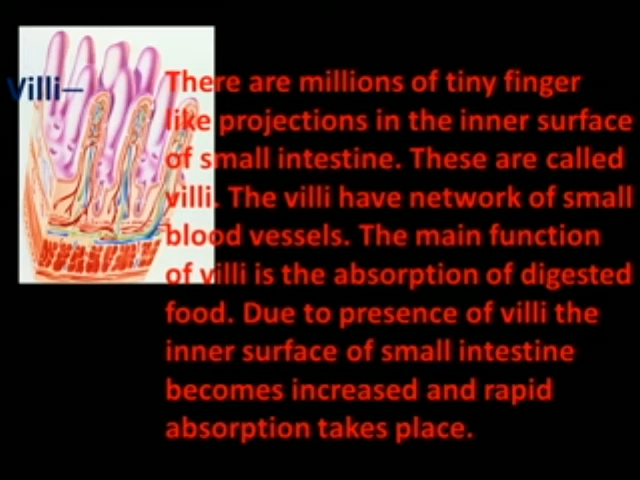 Villi—
There are millions of tiny finger
like projections in the inner surface
of small intestine. These are called
villi. The villi have network of small
blood vessels. The main function
of villi is the absorption of digested
food. Due to presence of villi the
inner surface of small intestine
becomes increased and rapid
absorption takes place.